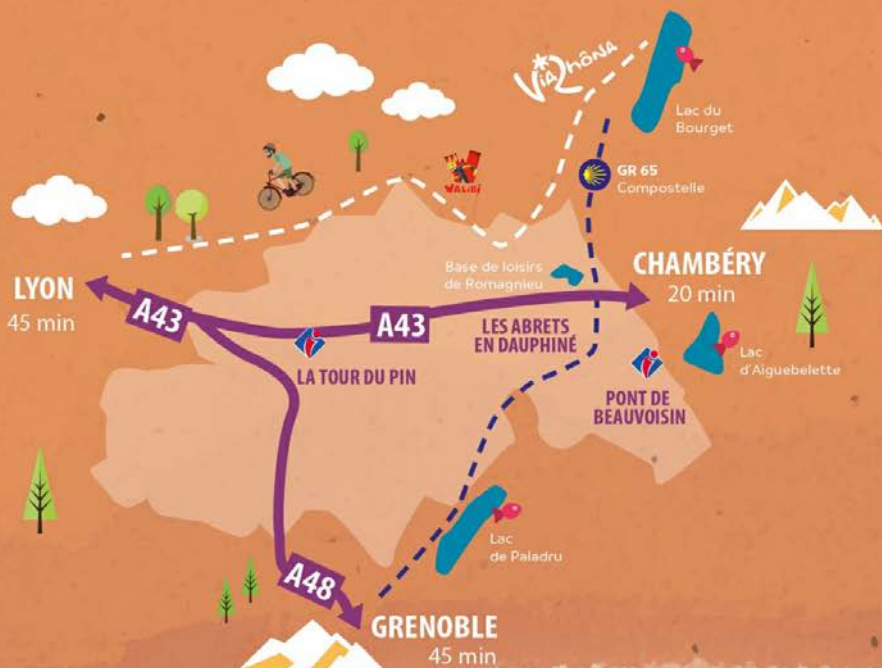 ViaRhôna
Lac du
Bourget
GR 65
Compostelle
WALIBI
Base de loisirs
de Romagnieu
CHAMBÉRY
20 min
LYON
45 min
A43
A43
LES ABRETS
EN DAUPHINÉ
LA TOUR DU PIN
Lac
d'Aiguebelette
PONT DE
BEAUVOISIN
Lac
de Paladru
A48
GRENOBLE
45 min